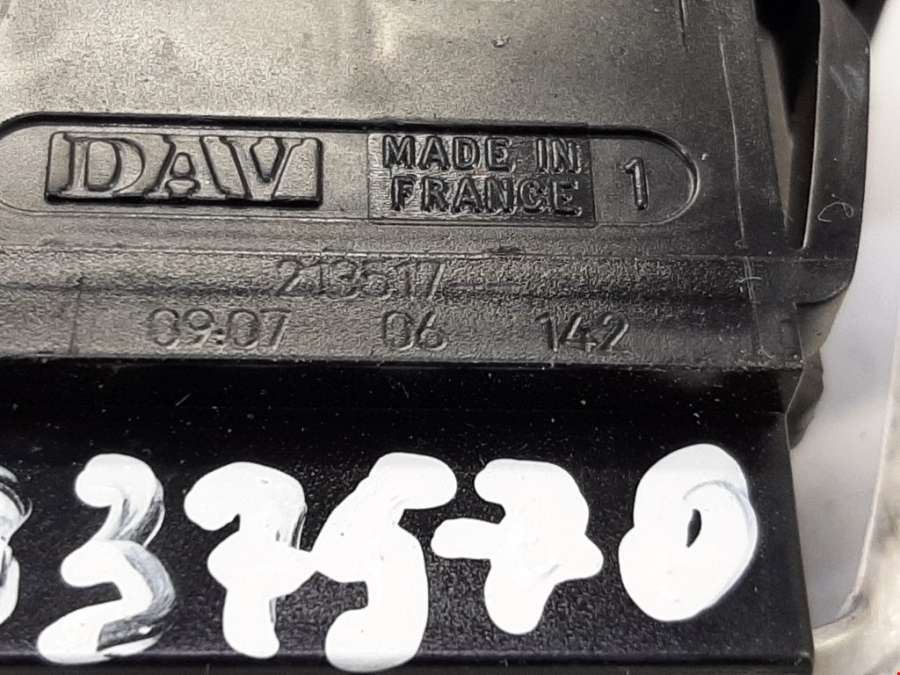 DAV MADE IN FRANCE 1
213517
09:07 06 142
37570